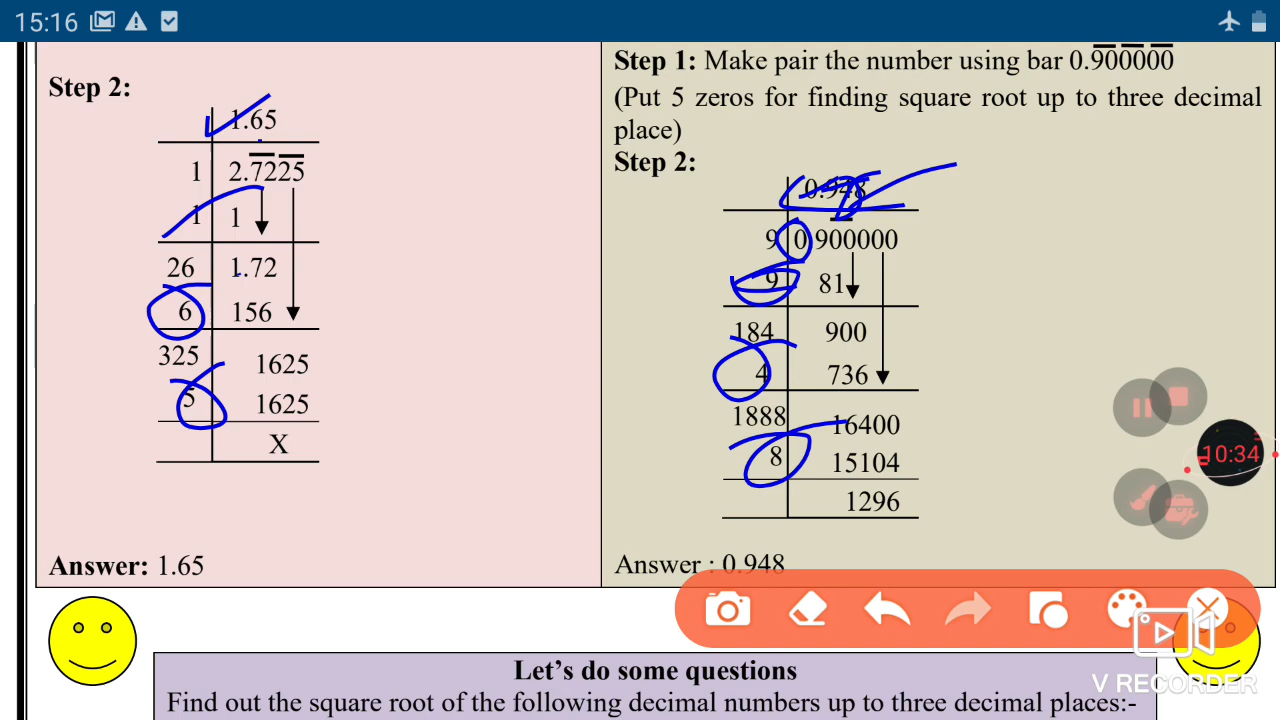 15:16
Step 2:
1.65
1 2.7225
1 1
26 1.72
6 156
325 1625
5 1625
X
Answer: 1.65
Step 1: Make pair the number using bar 0.900000
(Put 5 zeros for finding square root up to three decimal
place)
Step 2:
0.948
9 0.900000
9 81
184 900
4 736
1888 16400
8 15104
1296
Answer : 0.948
10:34
V RECORDER
Let's do some questions
Find out the square root of the following decimal numbers up to three decimal places:-